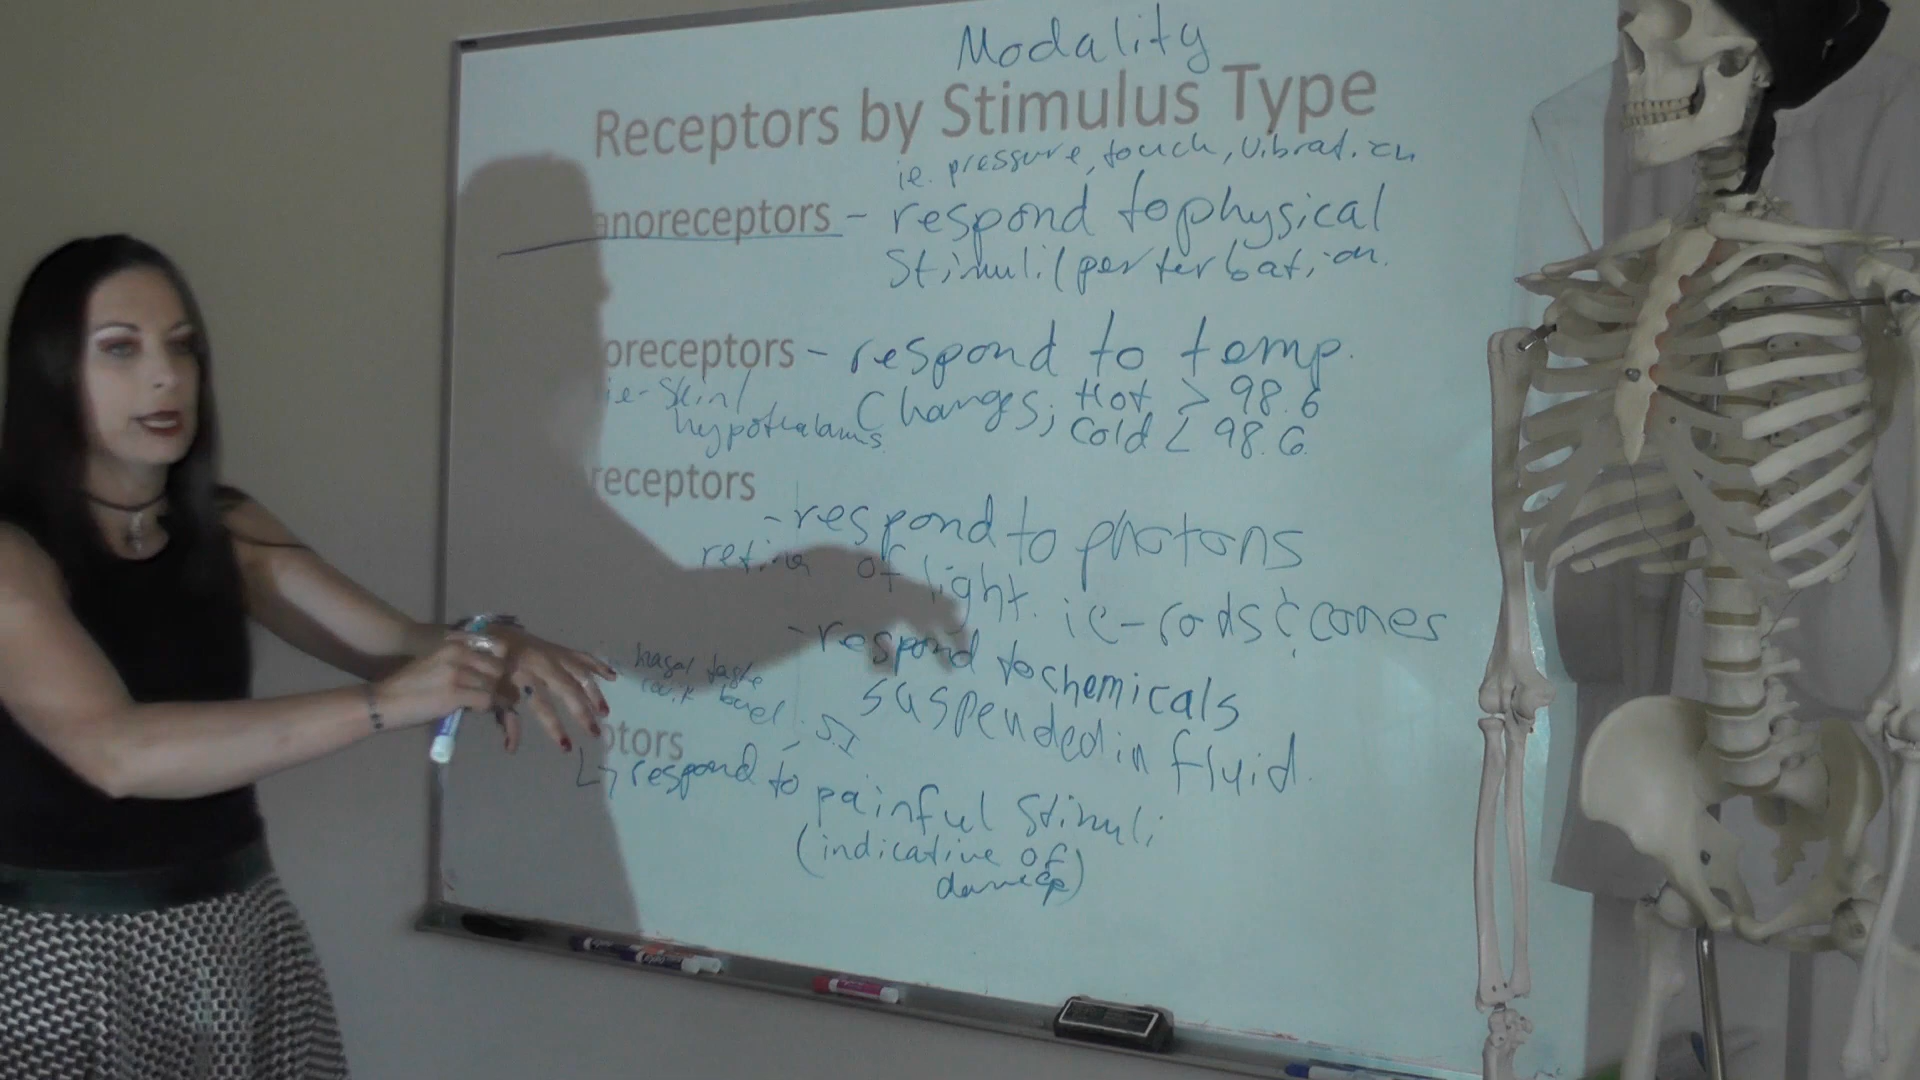 Modality
Receptors by Stimulus Type
ie. pressure, touch, vibration
anoreceptors - respond to physical
Stimuli/perterbation.
oreceptors - respond to temp.
ie- Skin/
hypothalamus
Changes; Hot > 98.6
Cold < 98.6
receptors
- respond to photons
retina
of light. ie-rods & cones
- respond to chemicals
nasal taste
suspended in fluid.
bowel, SI
ptors
↳ respond to painful Stimuli
(indicative of
damage)